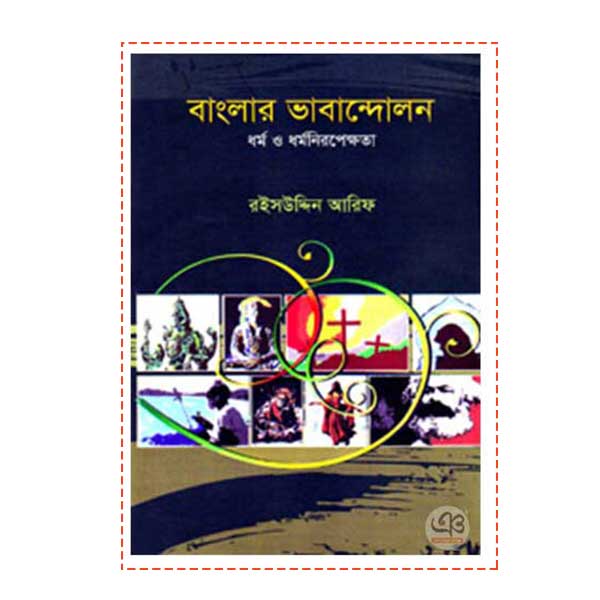 বাংলার ভাবান্দোলন
ধর্ম ও ধর্মনিরপেক্ষতা
রইসউদ্দিন আরিফ